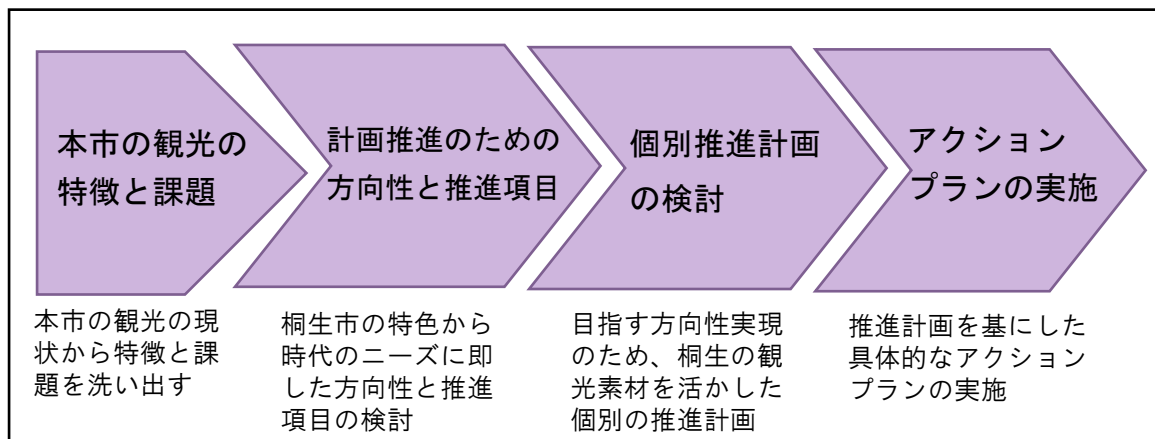 本市の観光の
特徴と課題
計画推進のための
方向性と推進項目
個別推進計画
の検討
アクション
プランの実施
本市の観光の現
状から特徴と課
題を洗い出す
桐生市の特色から
時代のニーズに即
した方向性と推進
項目の検討
目指す方向性実現
のため、桐生の観
光素材を活かした
個別の推進計画
推進計画を基にした
具体的なアクション
プランの実施